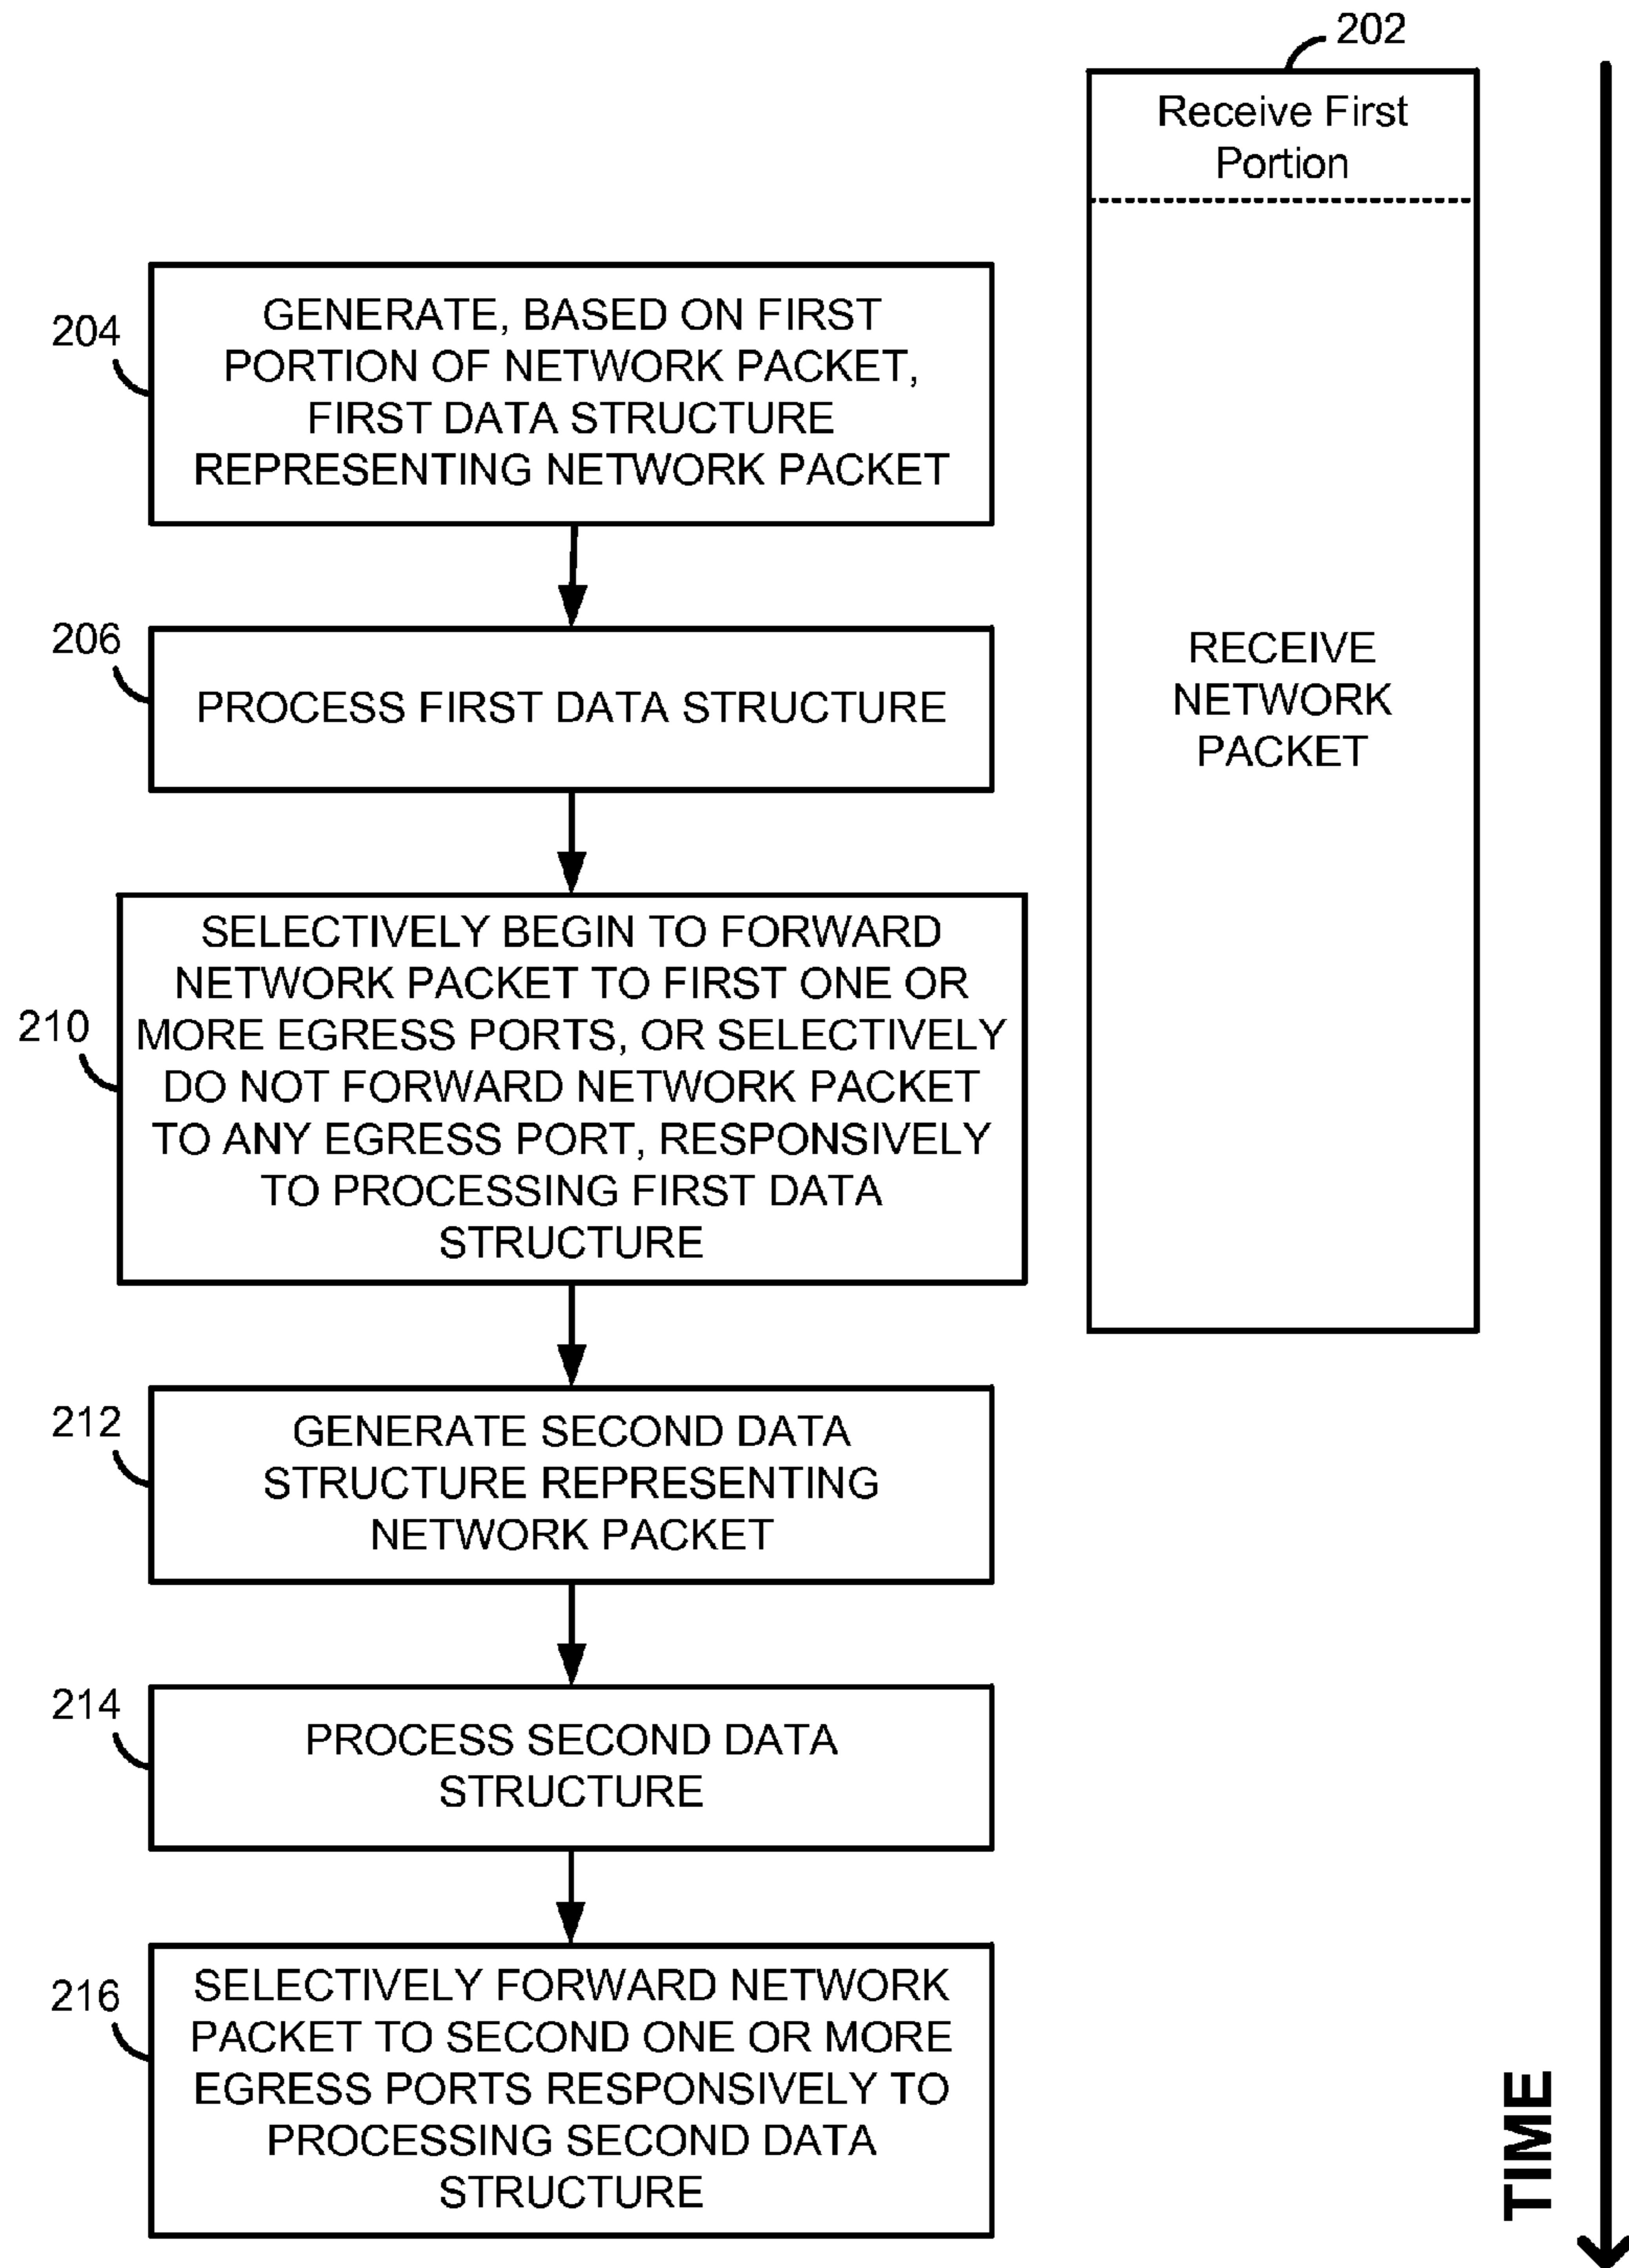 202
Receive First
Portion
RECEIVE
NETWORK
PACKET
204
GENERATE, BASED ON FIRST
PORTION OF NETWORK PACKET,
FIRST DATA STRUCTURE
REPRESENTING NETWORK PACKET
206
PROCESS FIRST DATA STRUCTURE
210
SELECTIVELY BEGIN TO FORWARD
NETWORK PACKET TO FIRST ONE OR
MORE EGRESS PORTS, OR SELECTIVELY
DO NOT FORWARD NETWORK PACKET
TO ANY EGRESS PORT, RESPONSIVELY
TO PROCESSING FIRST DATA
STRUCTURE
212
GENERATE SECOND DATA
STRUCTURE REPRESENTING
NETWORK PACKET
214
PROCESS SECOND DATA
STRUCTURE
216
SELECTIVELY FORWARD NETWORK
PACKET TO SECOND ONE OR MORE
EGRESS PORTS RESPONSIVELY TO
PROCESSING SECOND DATA
STRUCTURE
TIME